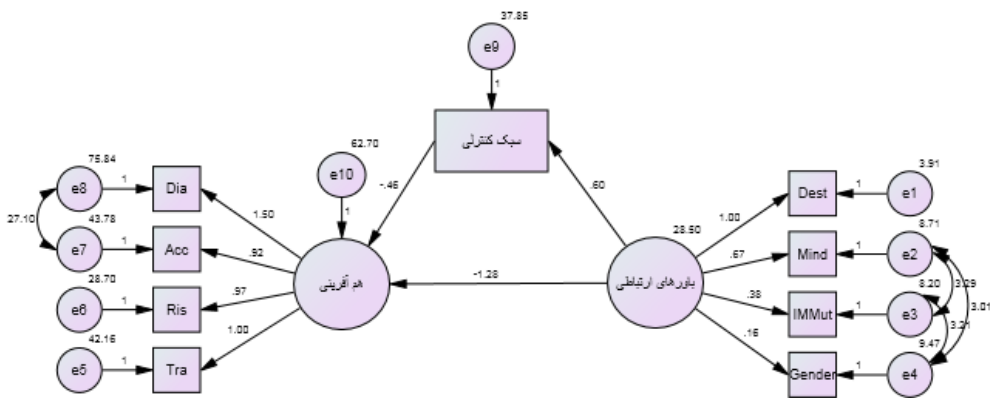 37.85
e9
1
سبک کنترلی
62.70
e10
1
-.45
.60
75.84
e8
1
Dia
27.10
43.78
e7
1
Acc
28.70
e6
1
Ris
42.15
e5
1
Tra
1.50
.92
.97
1.00
هم آفرینی
-1.28
28.50
باورهای ارتباطی
1.00
.67
.38
.16
3.91
Dest
1
e1
8.71
Mind
1
e2
8.20
3.29
3.01
IMMut
1
e3
3.21
9.47
Gender
1
e4